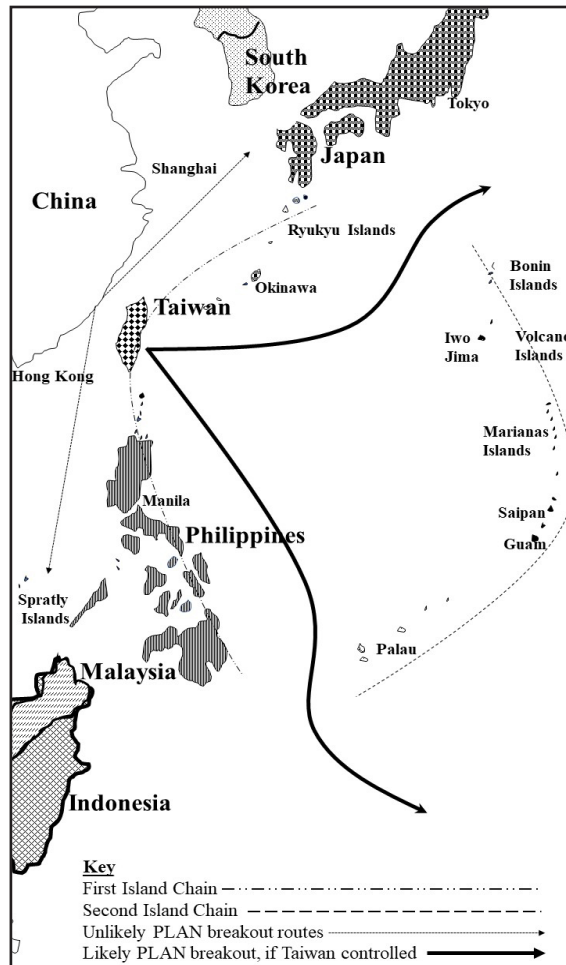 South
Korea
Tokyo
Japan
Shanghai
China
Ryukyu Islands
Okinawa
Bonin
Islands
Taiwan
Iwo
Jima
Volcano
Islands
Hong Kong
Marianas
Islands
Manila
Saipan
Philippines
Guam
Spratly
Islands
Palau
Malaysia
Indonesia
Key
First Island Chain
Second Island Chain
Unlikely PLAN breakout routes
Likely PLAN breakout, if Taiwan controlled